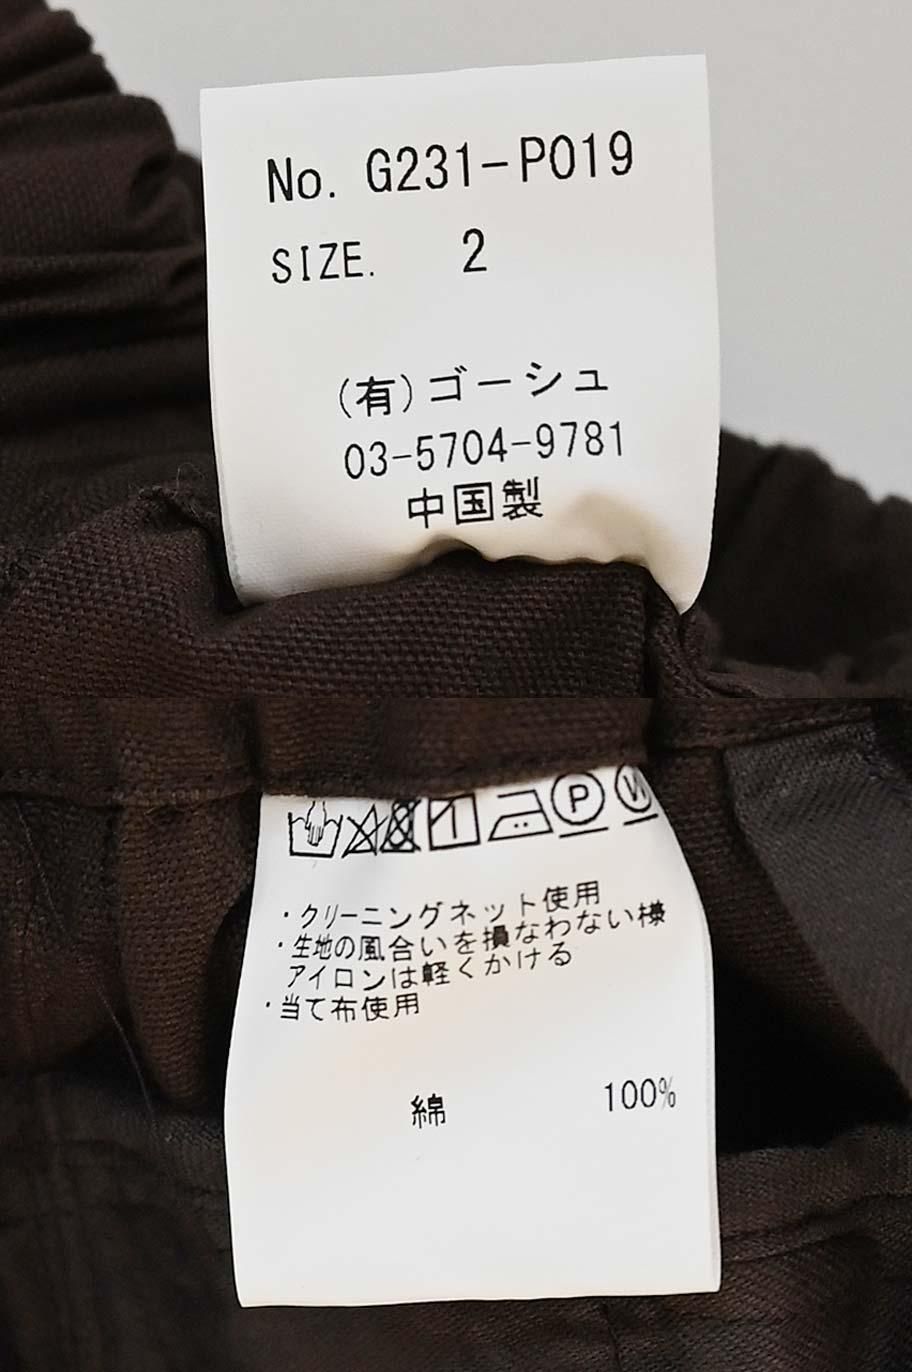 No. G231-P019
SIZE. 2
(有)ゴーシュ
03-5704-9781
中国製
P W
・クリーニングネット使用
・生地の風合いを損なわない様
アイロンは軽くかける
・当て布使用
綿 100%